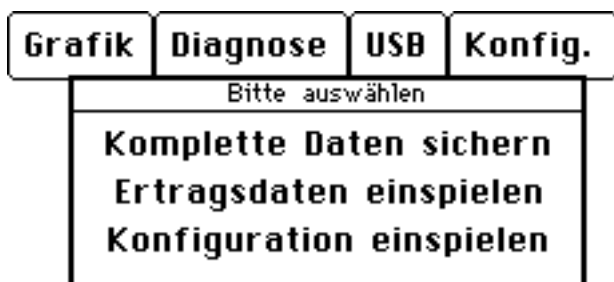 Grafik Diagnose USB Konfig.
Bitte auswählen
Komplette Daten sichern
Ertragsdaten einspielen
Konfiguration einspielen